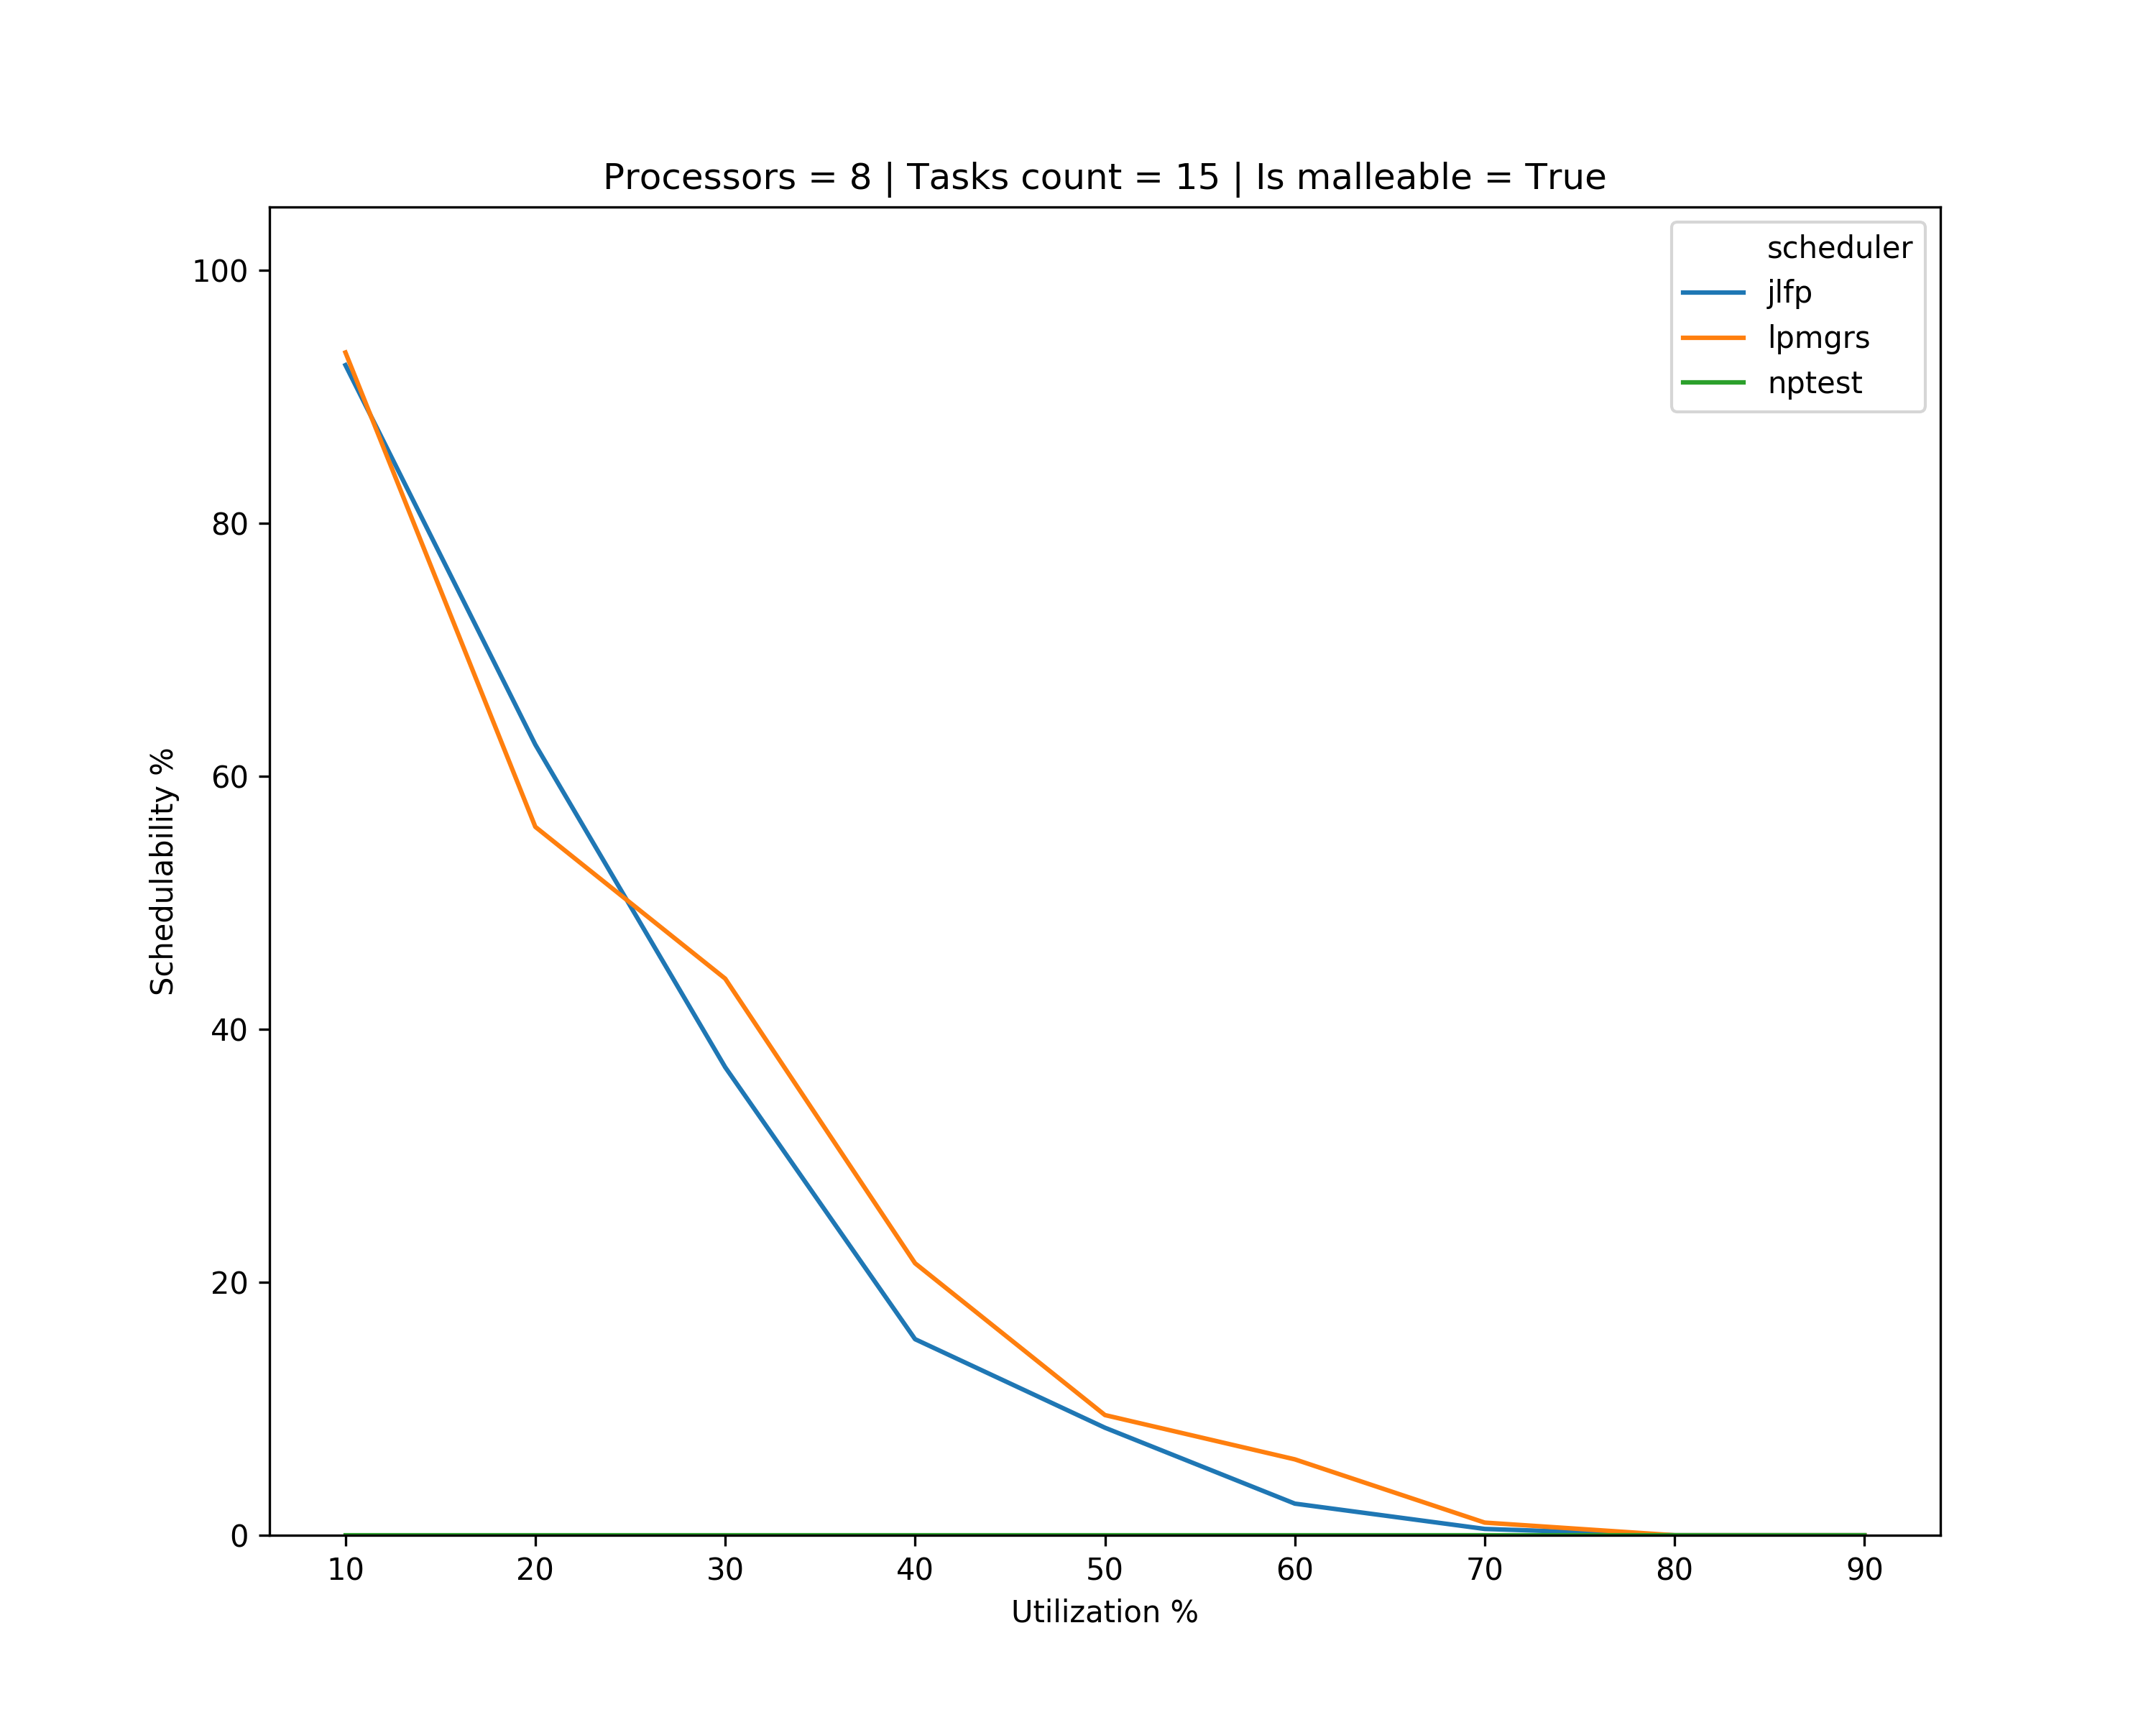 Processors = 8 | Tasks count = 15 | Is malleable = True
scheduler
jlfp
lpmgrs
nptest
Schedulability %
100
80
60
40
20
0
10 20 30 40 50 60 70 80 90
Utilization %